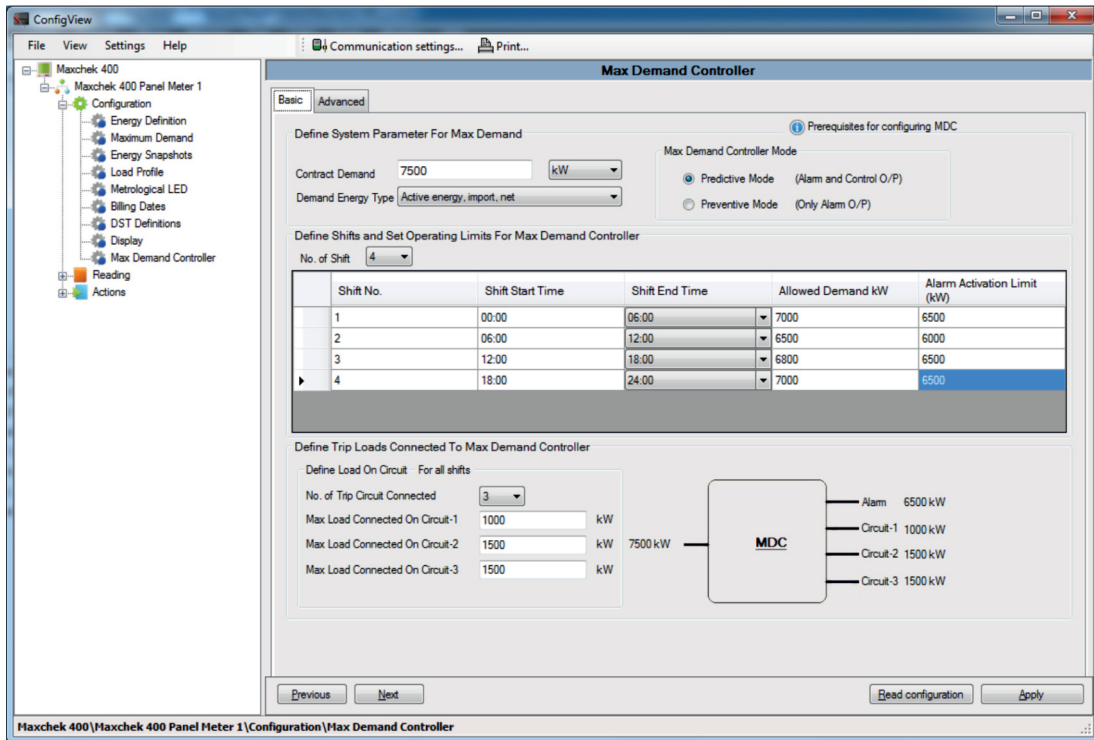 ConfigView
File View Settings Help Communication settings... Print...
Maxchek 400
Maxchek 400 Panel Meter 1
Configuration
Energy Definition
Maximum Demand
Energy Snapshots
Load Profile
Metrological LED
Billing Dates
DST Definitions
Display
Max Demand Controller
Reading
Actions
Max Demand Controller
Basic Advanced
Define System Parameter For Max Demand
Prerequisites for configuring MDC
Contract Demand 7500 kW
Demand Energy Type Active energy, import, net
Max Demand Controller Mode
Predictive Mode (Alarm and Control O/P)
Preventive Mode (Only Alarm O/P)
Define Shifts and Set Operating Limits For Max Demand Controller
No. of Shift 4
Shift No. Shift Start Time Shift End Time Allowed Demand kW Alarm Activation Limit (kW)
1 00:00 06:00 7000 6500
2 06:00 12:00 6500 6000
3 12:00 18:00 6800 6500
4 18:00 24:00 7000 6500
Define Trip Loads Connected To Max Demand Controller
Define Load On Circuit For all shifts
No. of Trip Circuit Connected 3
Max Load Connected On Circuit-1 1000 kW
Max Load Connected On Circuit-2 1500 kW
Max Load Connected On Circuit-3 1500 kW
7500 kW MDC
Alarm 6500 kW
Circuit-1 1000 kW
Circuit-2 1500 kW
Circuit-3 1500 kW
Previous Next Read configuration Apply
Maxchek 400\Maxchek 400 Panel Meter 1\Configuration\Max Demand Controller